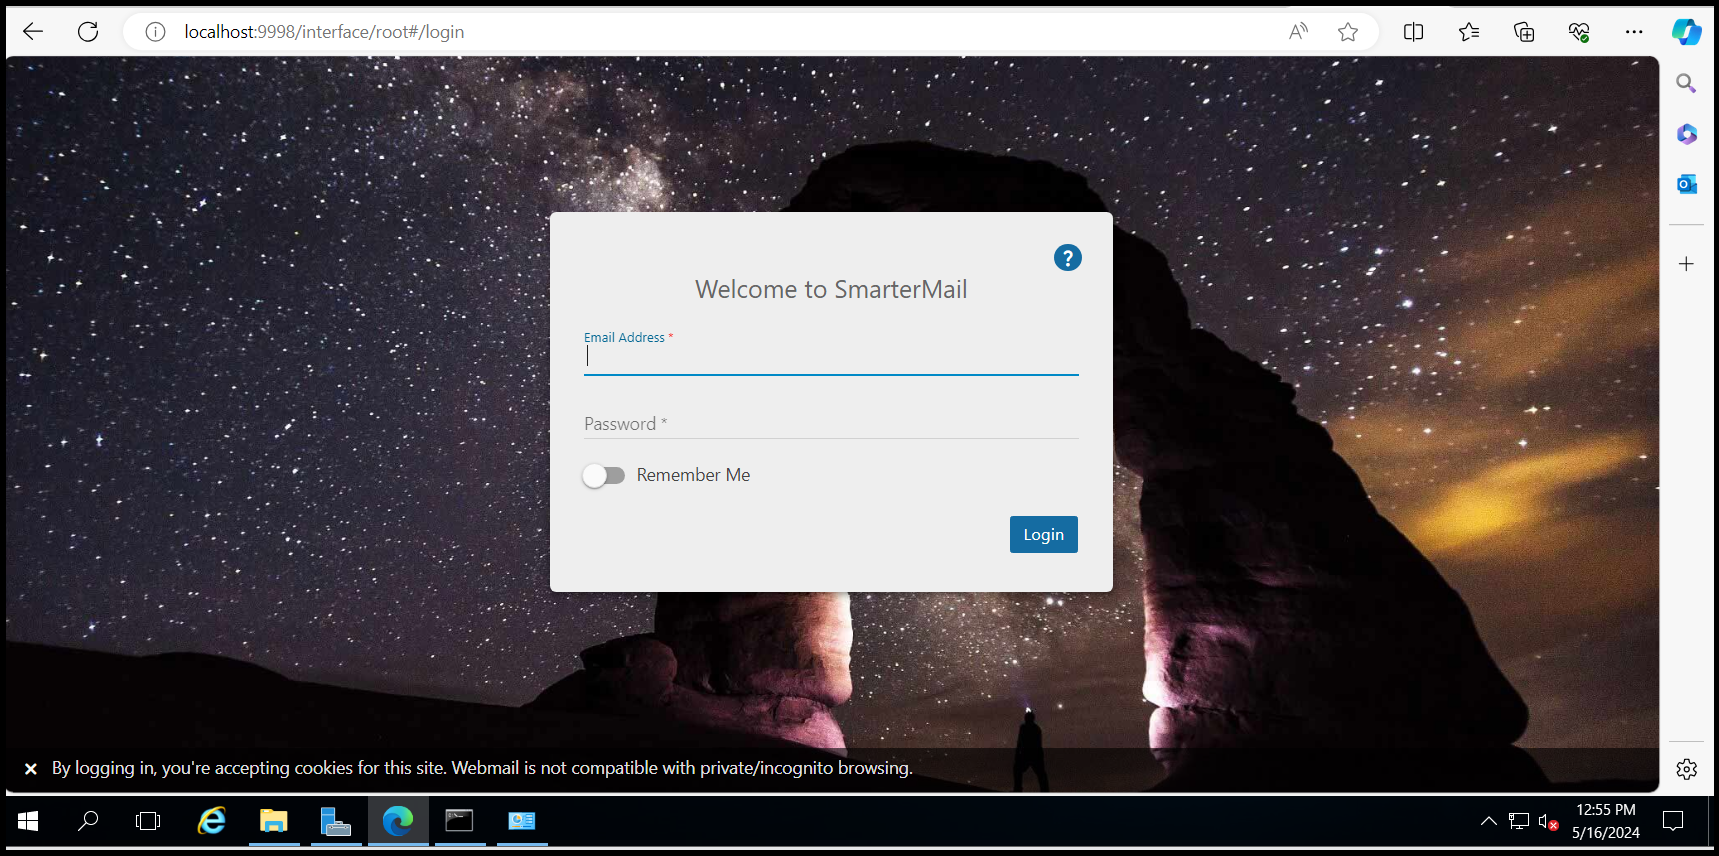 localhost:9998/interface/root#/login
?
Welcome to SmarterMail
Email Address *
Password *
Remember Me
Login
By logging in, you're accepting cookies for this site. Webmail is not compatible with private/incognito browsing.
12:55 PM
5/16/2024